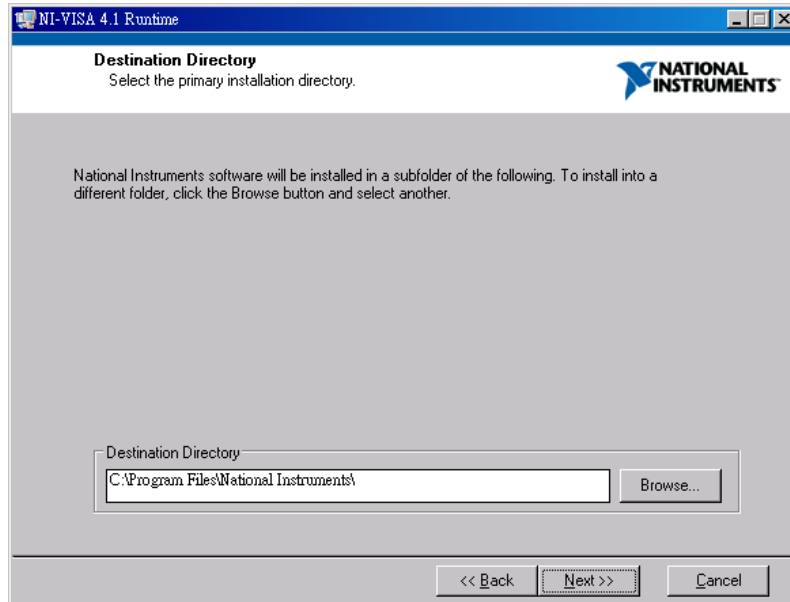 NI-VISA 4.1 Runtime
Destination Directory
Select the primary installation directory.
NATIONAL
INSTRUMENTS™
National Instruments software will be installed in a subfolder of the following. To install into a
different folder, click the Browse button and select another.
Destination Directory
C:\Program Files\National Instruments\
Browse...
<< Back
Next >>
Cancel